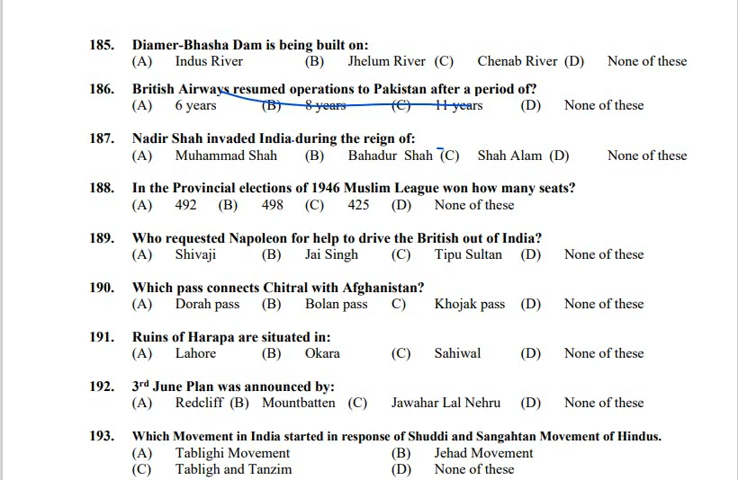 185. Diamer-Bhasha Dam is being built on:
(A) Indus River (B) Jhelum River (C) Chenab River (D) None of these
186. British Airways resumed operations to Pakistan after a period of?
(A) 6 years (B) 8 years (C) 11 years (D) None of these
187. Nadir Shah invaded India during the reign of:
(A) Muhammad Shah (B) Bahadur Shah (C) Shah Alam (D) None of these
188. In the Provincial elections of 1946 Muslim League won how many seats?
(A) 492 (B) 498 (C) 425 (D) None of these
189. Who requested Napoleon for help to drive the British out of India?
(A) Shivaji (B) Jai Singh (C) Tipu Sultan (D) None of these
190. Which pass connects Chitral with Afghanistan?
(A) Dorah pass (B) Bolan pass C) Khojak pass (D) None of these
191. Ruins of Harapa are situated in:
(A) Lahore (B) Okara (C) Sahiwal (D) None of these
192. 3rd June Plan was announced by:
(A) Redcliff (B) Mountbatten (C) Jawahar Lal Nehru (D) None of these
193. Which Movement in India started in response of Shuddi and Sangahtan Movement of Hindus.
(A) Tablighi Movement (B) Jehad Movement
(C) Tabligh and Tanzim (D) None of these